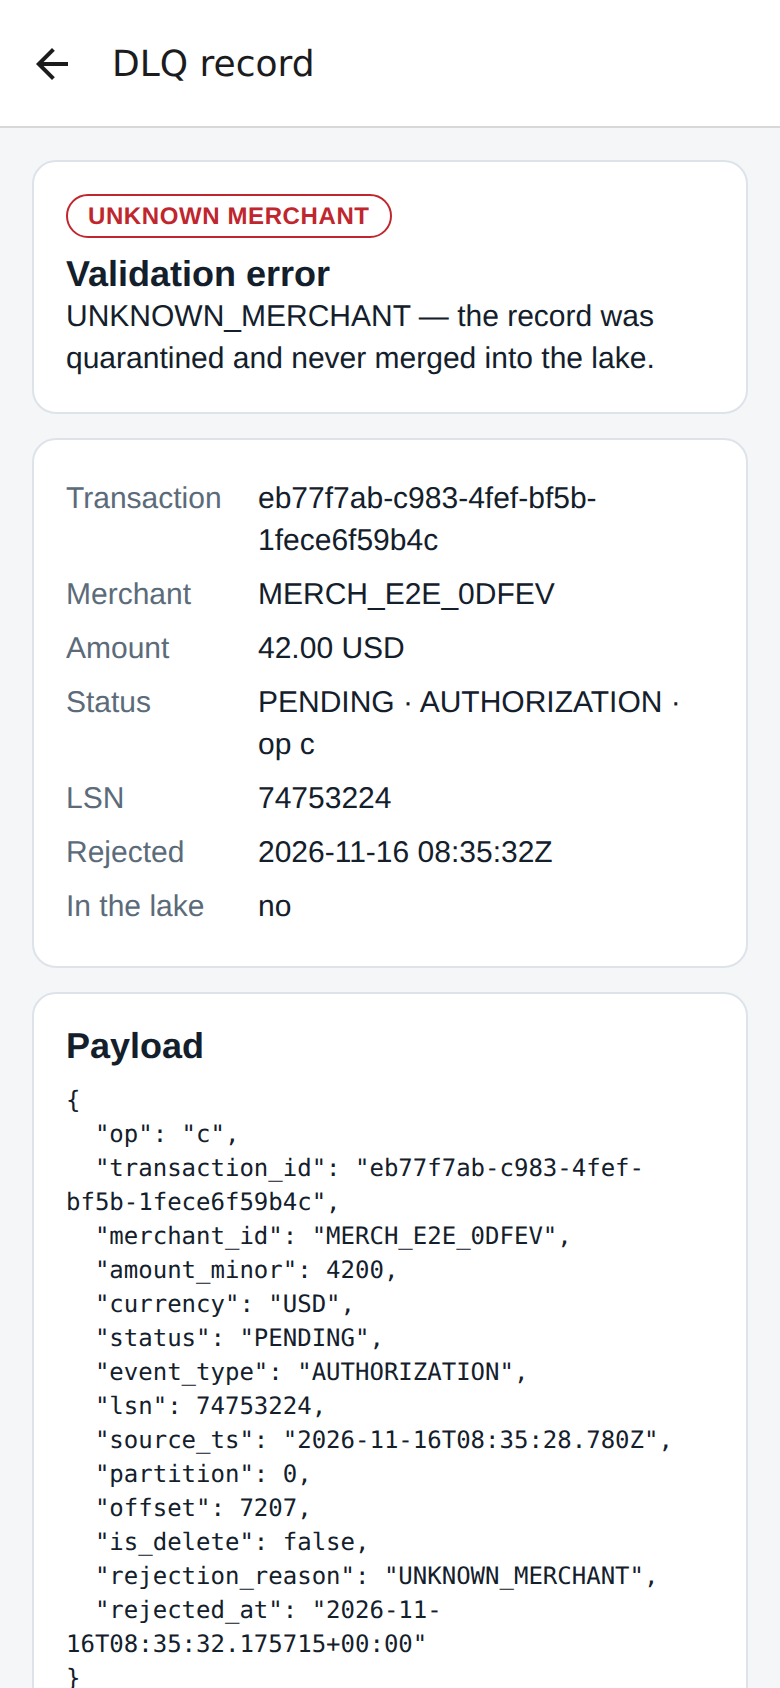 DLQ record
UNKNOWN MERCHANT
Validation error
UNKNOWN_MERCHANT — the record was
quarantined and never merged into the lake.
Transaction eb77f7ab-c983-4fef-bf5b-
1fece6f59b4c
Merchant MERCH_E2E_0DFEV
Amount 42.00 USD
Status PENDING · AUTHORIZATION ·
op c
LSN 74753224
Rejected 2026-11-16 08:35:32Z
In the lake no
Payload
{
  "op": "c",
  "transaction_id": "eb77f7ab-c983-4fef-
bf5b-1fece6f59b4c",
  "merchant_id": "MERCH_E2E_0DFEV",
  "amount_minor": 4200,
  "currency": "USD",
  "status": "PENDING",
  "event_type": "AUTHORIZATION",
  "lsn": 74753224,
  "source_ts": "2026-11-16T08:35:28.780Z",
  "partition": 0,
  "offset": 7207,
  "is_delete": false,
  "rejection_reason": "UNKNOWN_MERCHANT",
  "rejected_at": "2026-11-
16T08:35:32.175715+00:00"
}